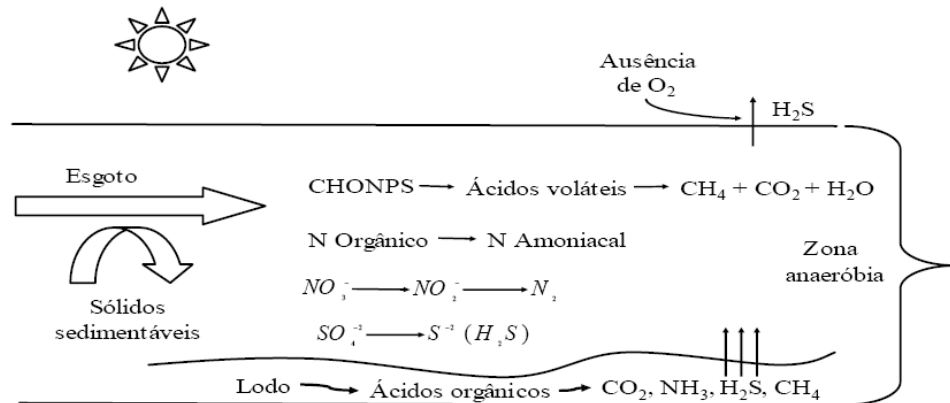 Ausência
de O₂
H₂S
Esgoto
CHONPS → Ácidos voláteis → CH₄ + CO₂ + H₂O
N Orgânico → N Amoniacal
Zona
anaeróbia
NO₃⁻ → NO₂⁻ → N₂
Sólidos
sedimentáveis
SO₄⁻² → S⁻² (H₂S)
Lodo → Ácidos orgânicos → CO₂, NH₃, H₂S, CH₄